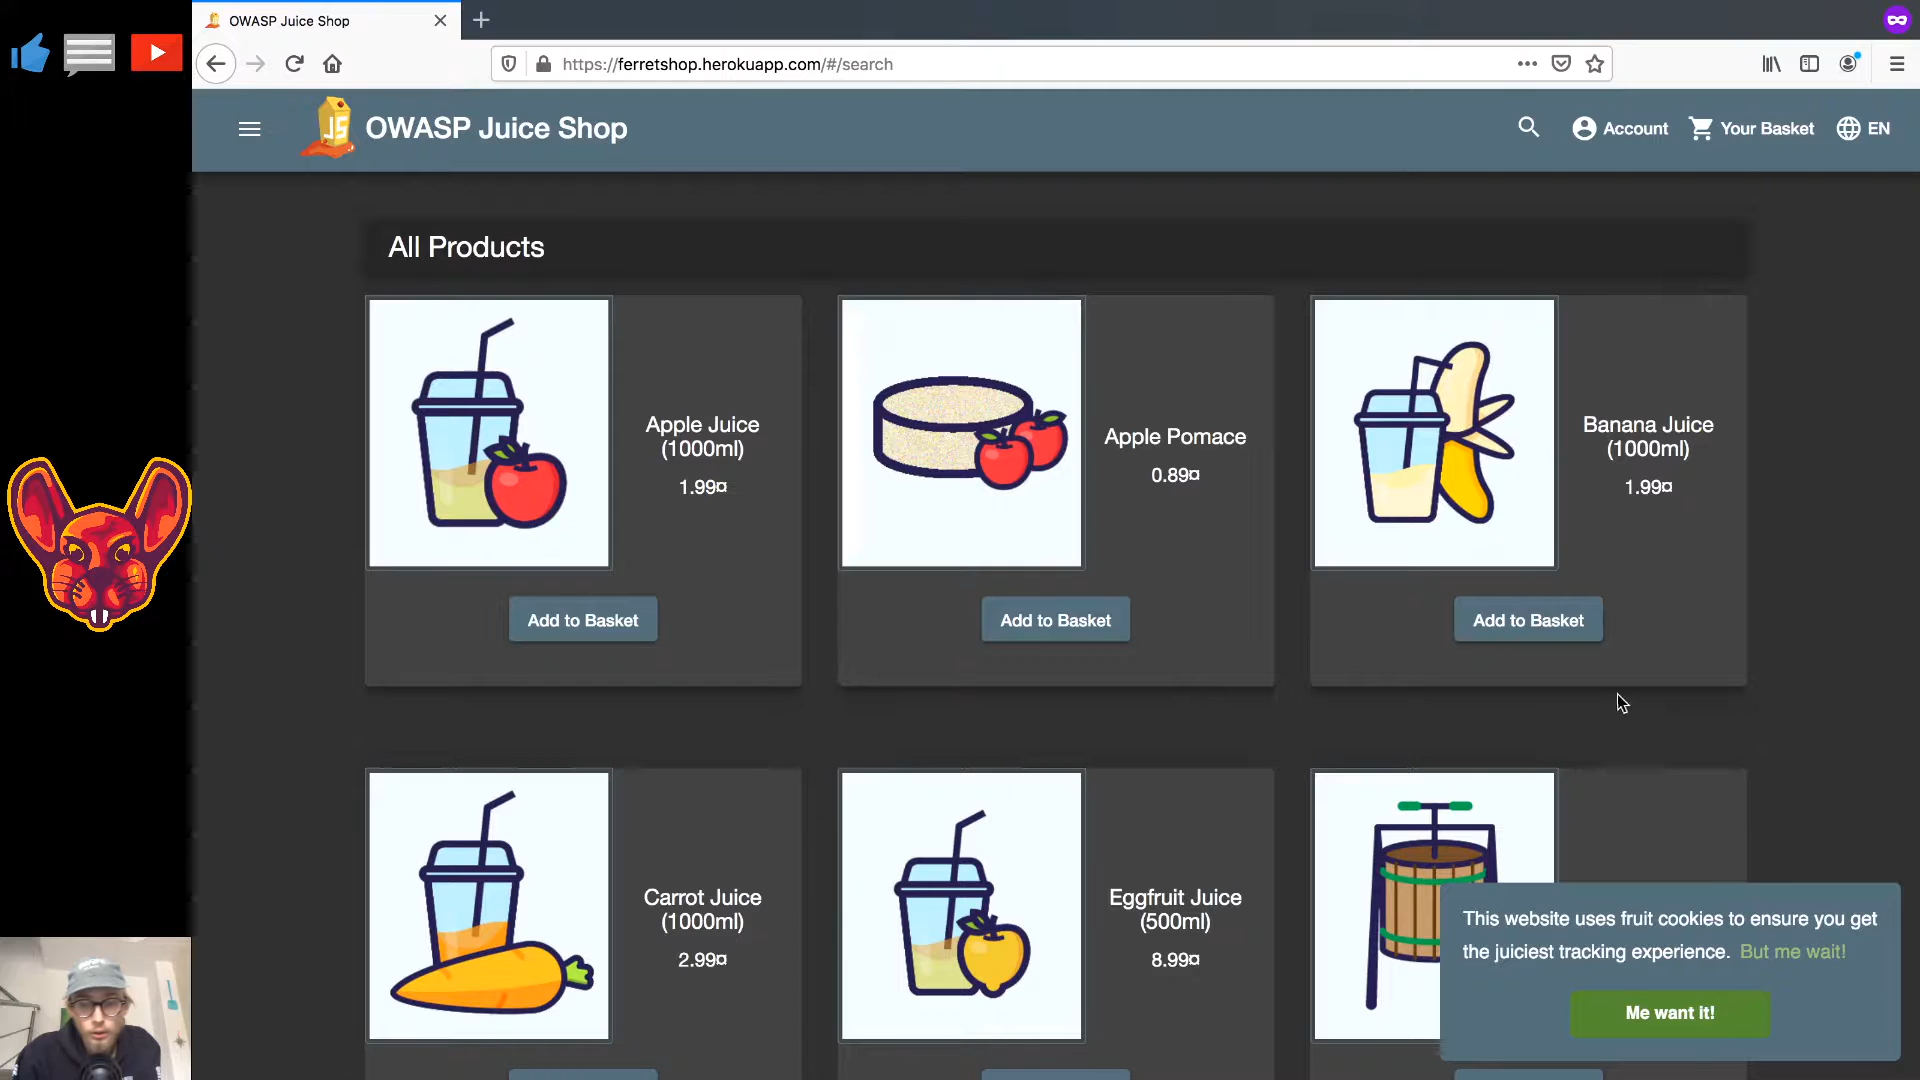 OWASP Juice Shop
https://ferretshop.herokuapp.com/#/search
JS
OWASP Juice Shop
Account
Your Basket
EN
All Products
Apple Juice
(1000ml)
1.99¤
Add to Basket
Apple Pomace
0.89¤
Add to Basket
Banana Juice
(1000ml)
1.99¤
Add to Basket
Carrot Juice
(1000ml)
2.99¤
Eggfruit Juice
(500ml)
8.99¤
This website uses fruit cookies to ensure you get
the juiciest tracking experience. But me wait!
Me want it!